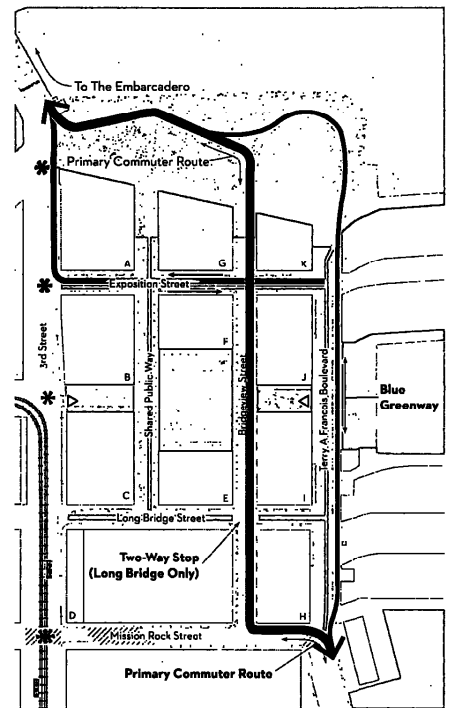 To The Embarcadero
Primary Commuter Route
A
G
K
Exposition Street
3rd Street
Shared Public Way
Bridgeview Street
Terry A Francois Boulevard
F
B
J
Blue
Greenway
C
E
I
Long Bridge Street
Two-Way Stop
(Long Bridge Only)
D
H
Mission Rock Street
Primary Commuter Route